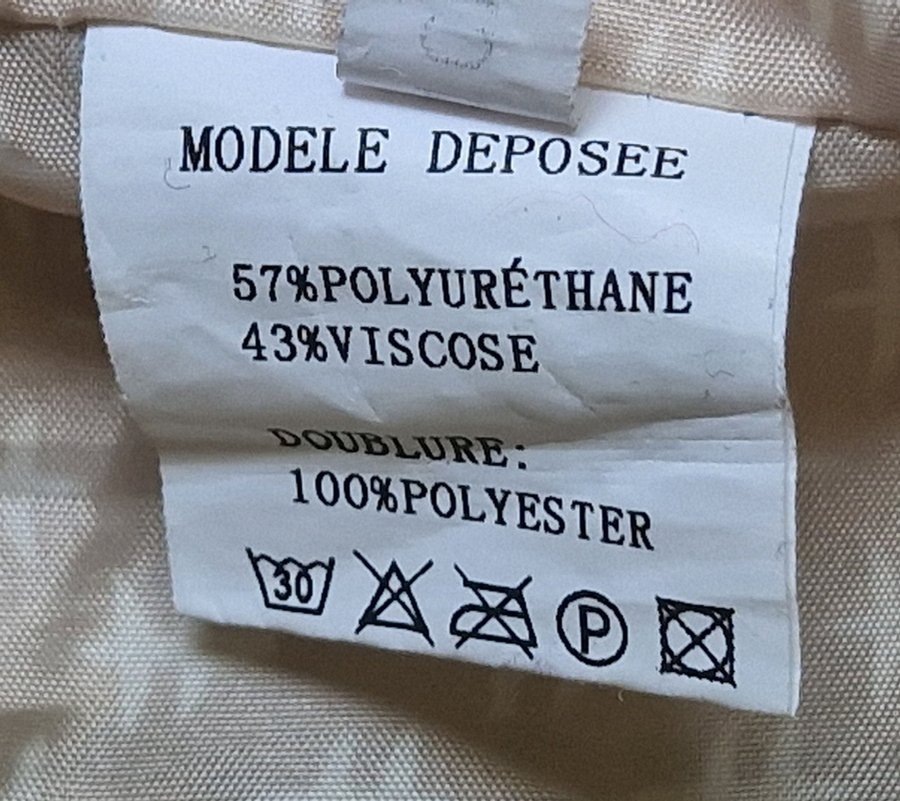 MODELE DEPOSEE
57%POLYURÉTHANE
43%VISCOSE
DOUBLURE:
100%POLYESTER
30 P